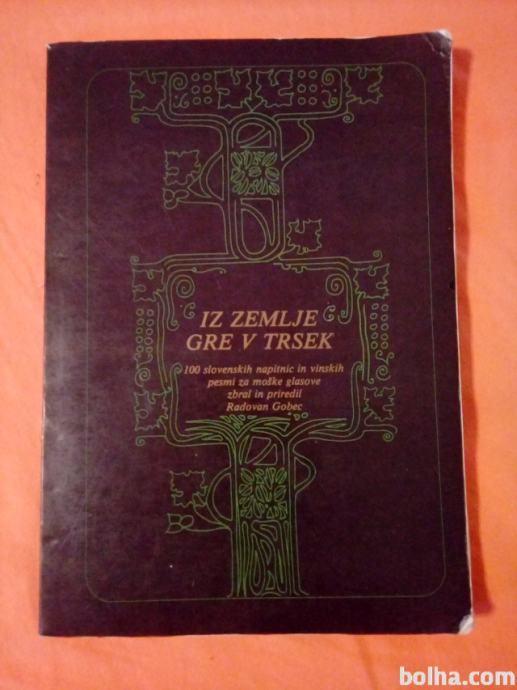 IZ ZEMLJE
GRE V TRSEK
100 slovenskih napitnic in vinskih
pesmi za moške glasove
zbral in priredil
Radovan Gobec
bolha.com